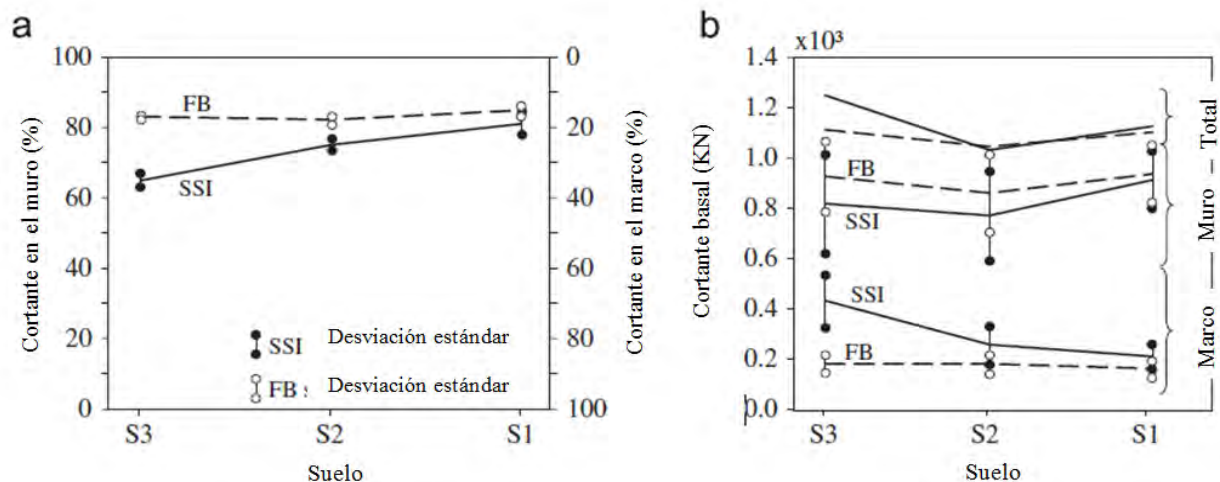 a
100
80
60
40
20
0
Cortante en el muro (%)
FB
SSI
SSI Desviación estándar
FB : Desviación estándar
0
20
40
60
80
100
Cortante en el marco (%)
S3 S2 S1
Suelo
b
x10³
1.4
1.2
1.0
0.8
0.6
0.4
0.2
0.0
Cortante basal (KN)
FB
SSI
SSI
FB
Marco — Muro — Total
S3 S2 S1
Suelo